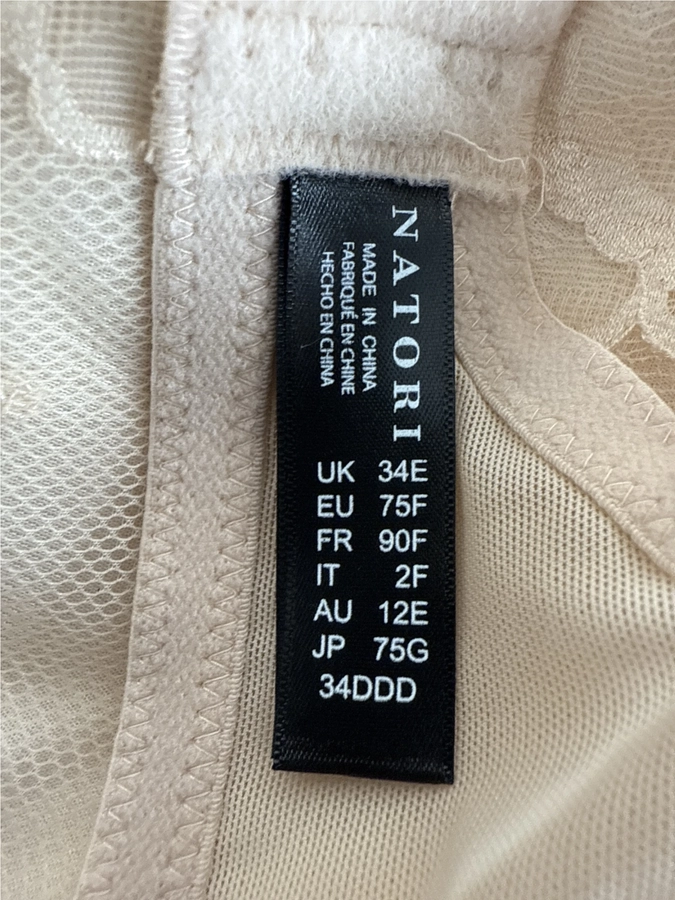 NATORI
MADE IN CHINA
FABRIQUÉ EN CHINE
HECHO EN CHINA
UK 34E
EU 75F
FR 90F
IT 2F
AU 12E
JP 75G
34DDD